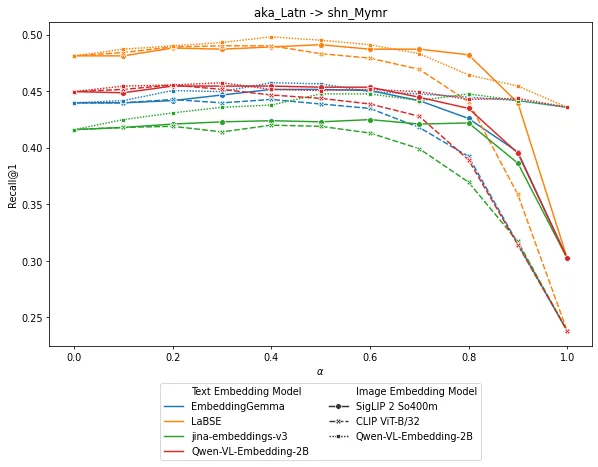 aka_Latn -> shn_Mymr
0.50
0.45
0.40
0.35
0.30
0.25
Recall@1
0.0 0.2 0.4 0.6 0.8 1.0
α
Text Embedding Model
EmbeddingGemma
LaBSE
jina-embeddings-v3
Qwen-VL-Embedding-2B
Image Embedding Model
SigLIP 2 So400m
CLIP ViT-B/32
Qwen-VL-Embedding-2B